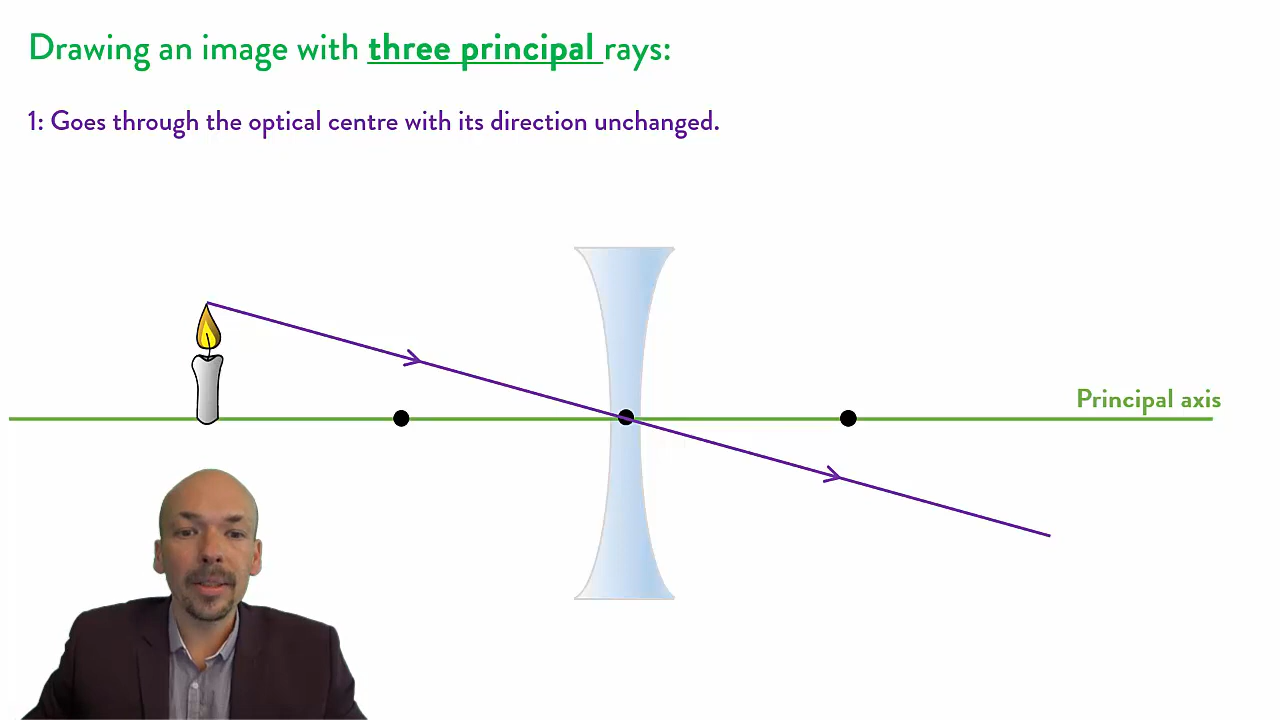 Drawing an image with three principal rays:
1: Goes through the optical centre with its direction unchanged.
Principal axis